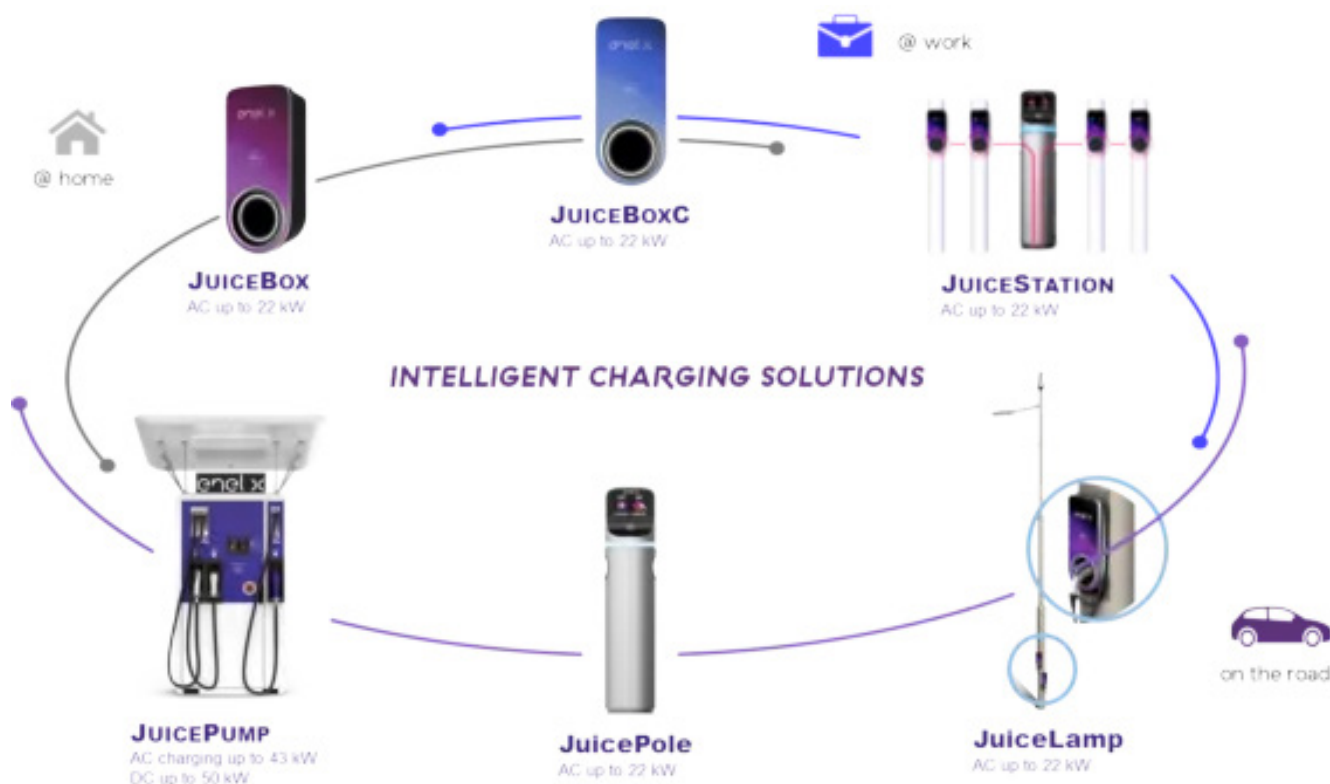 enel x
@ work
enel x
@ home
JUICEBOXC
AC up to 22 kW
JUICEBOX
AC up to 22 kW
JUICESTATION
AC up to 22 kW
INTELLIGENT CHARGING SOLUTIONS
enel x
on the road
JUICEPUMP
AC charging up to 43 kW
DC up to 50 kW
JuicePole
AC up to 22 kW
JuiceLamp
AC up to 22 kW